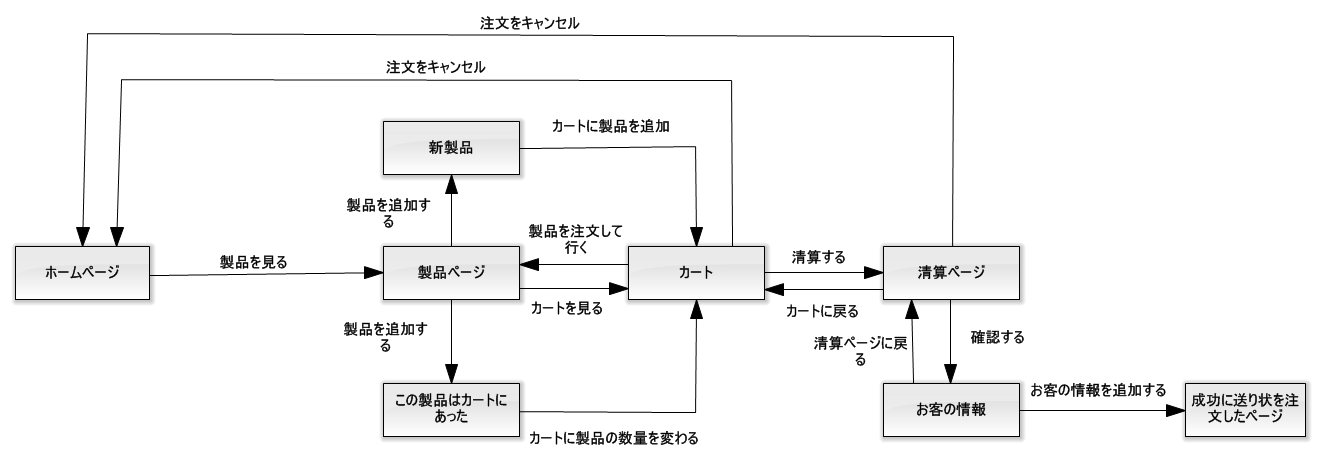 注文をキャンセル
注文をキャンセル
カートに製品を追加
新製品
製品を追加す
る
製品を注文して
行く
ホームページ
製品を見る
製品ページ
カート
清算する
清算ページ
カートを見る
カートに戻る
製品を追加す
る
清算ページに戻
る
確認する
この製品はカートに
あった
カートに製品の数量を変わる
お客の情報
お客の情報を追加する
成功に送り状を注
文したページ